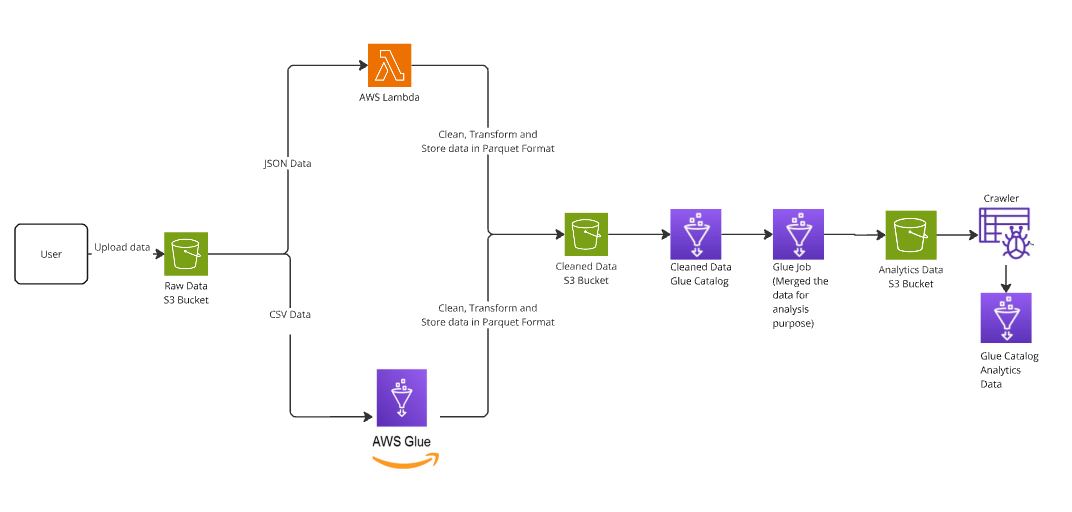 User
Upload data
Raw Data
S3 Bucket
JSON Data
CSV Data
AWS Lambda
AWS Glue
Clean, Transform and
Store data in Parquet Format
Clean, Transform and
Store data in Parquet Format
Cleaned Data
S3 Bucket
Cleaned Data
Glue Catalog
Glue Job
(Merged the
data for
analysis
purpose)
Analytics Data
S3 Bucket
Crawler
Glue Catalog
Analytics
Data